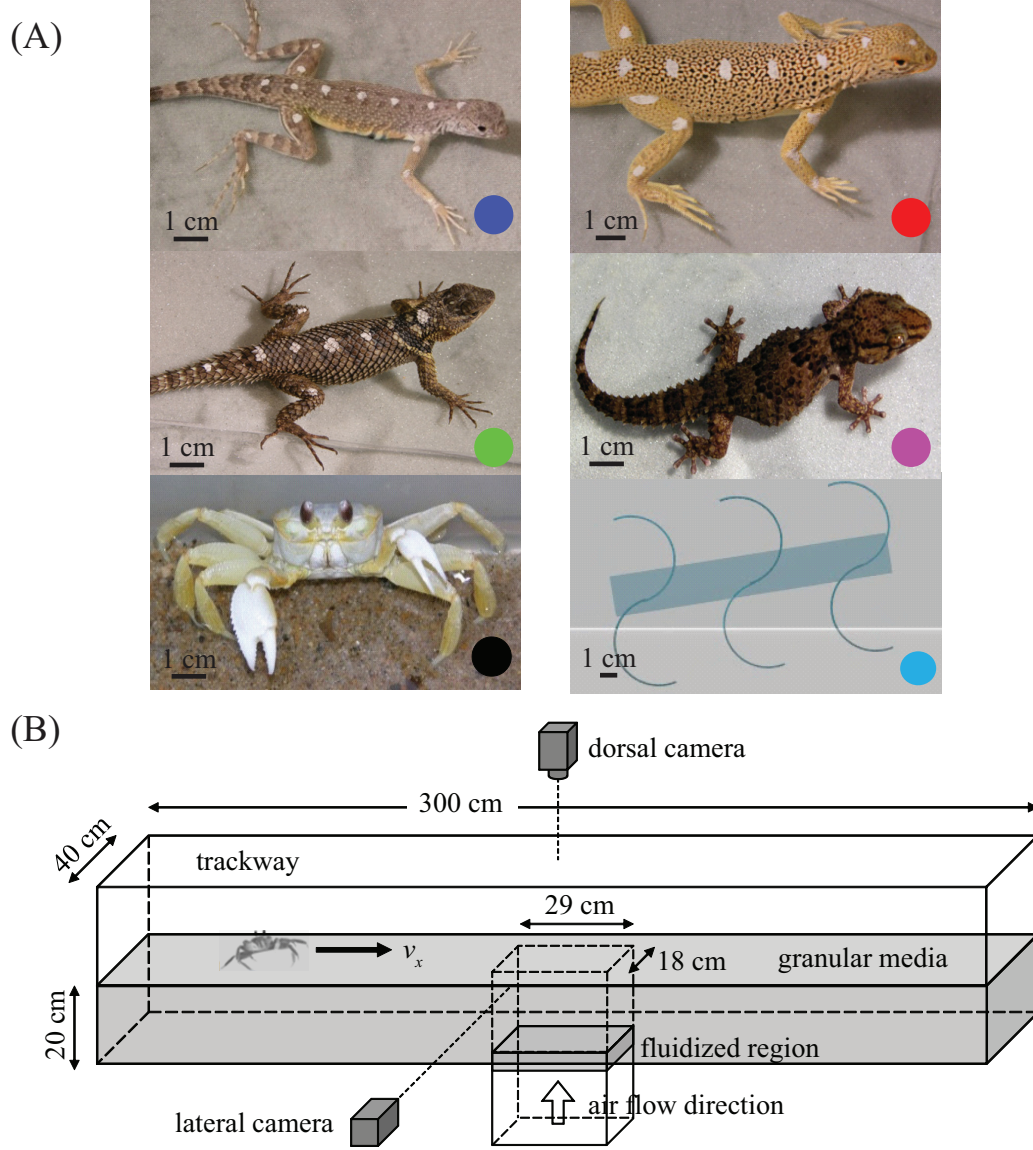 (A)
1 cm
1 cm
1 cm
1 cm
1 cm
1 cm
(B)
dorsal camera
300 cm
40 cm
trackway
29 cm
v_x
18 cm
granular media
20 cm
fluidized region
air flow direction
lateral camera